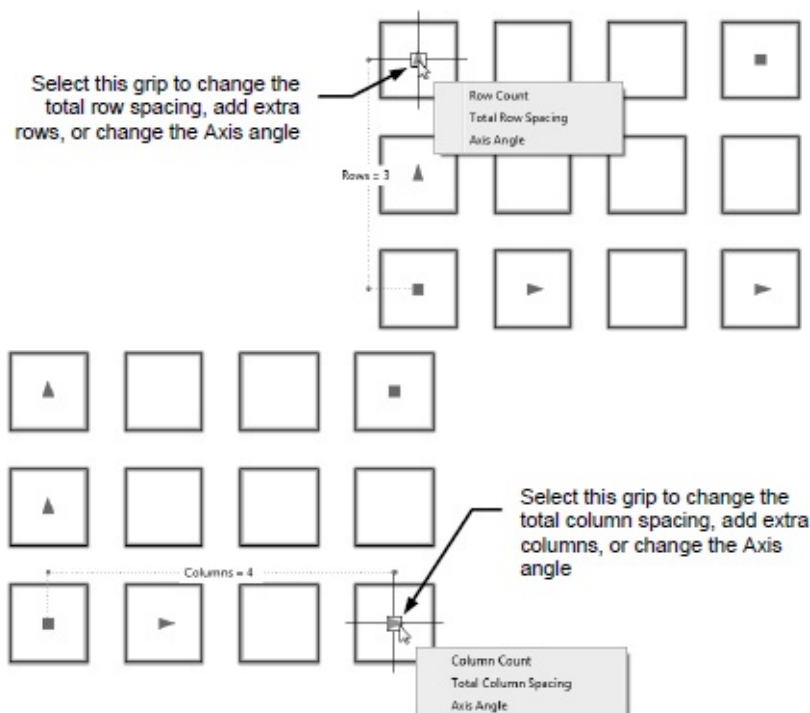 Select this grip to change the
total row spacing, add extra
rows, or change the Axis angle
Row Count
Total Row Spacing
Axis Angle
Rows = 3
Select this grip to change the
total column spacing, add extra
columns, or change the Axis
angle
Columns = 4
Column Count
Total Column Spacing
Axis Angle